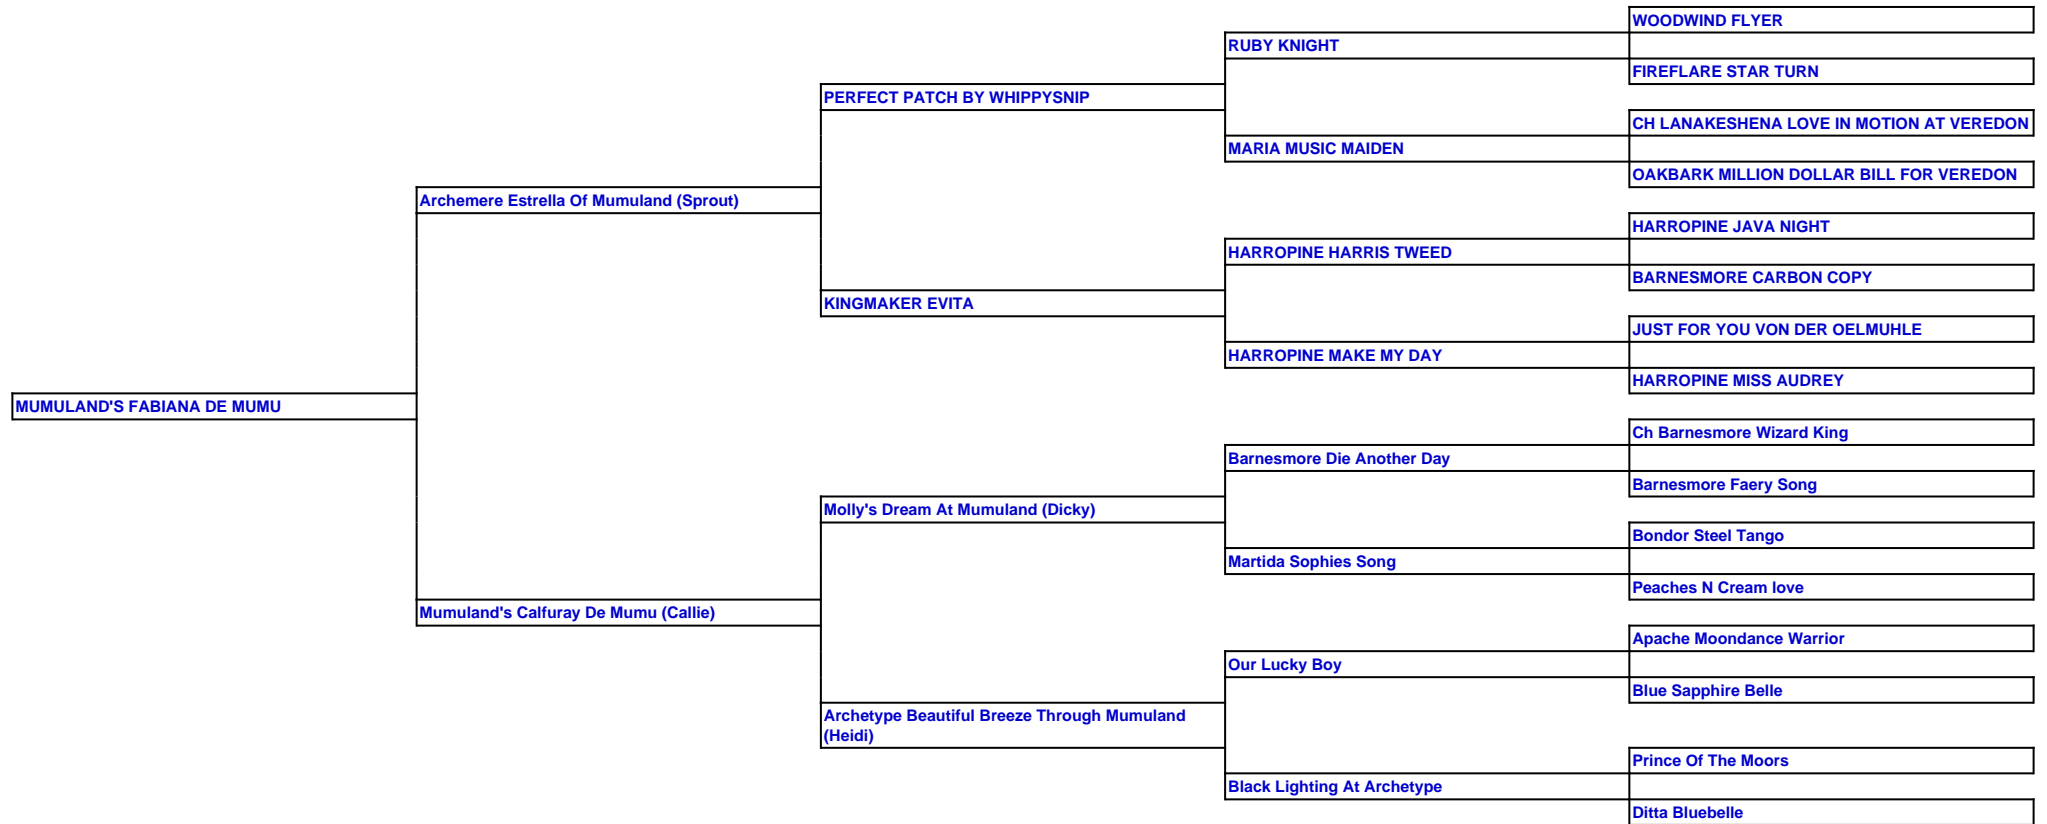 WOODWIND FLYER
RUBY KNIGHT
FIREFLARE STAR TURN
PERFECT PATCH BY WHIPPYSNIP
CH LANAKESHENA LOVE IN MOTION AT VEREDON
MARIA MUSIC MAIDEN
OAKBARK MILLION DOLLAR BILL FOR VEREDON
Archemere Estrella Of Mumuland (Sprout)
HARROPINE JAVA NIGHT
HARROPINE HARRIS TWEED
BARNESMORE CARBON COPY
KINGMAKER EVITA
JUST FOR YOU VON DER OELMUHLE
HARROPINE MAKE MY DAY
HARROPINE MISS AUDREY
MUMULAND'S FABIANA DE MUMU
Ch Barnesmore Wizard King
Barnesmore Die Another Day
Barnesmore Faery Song
Molly's Dream At Mumuland (Dicky)
Bondor Steel Tango
Martida Sophies Song
Peaches N Cream love
Mumuland's Calfuray De Mumu (Callie)
Apache Moondance Warrior
Our Lucky Boy
Blue Sapphire Belle
Archetype Beautiful Breeze Through Mumuland
(Heidi)
Prince Of The Moors
Black Lighting At Archetype
Ditta Bluebelle